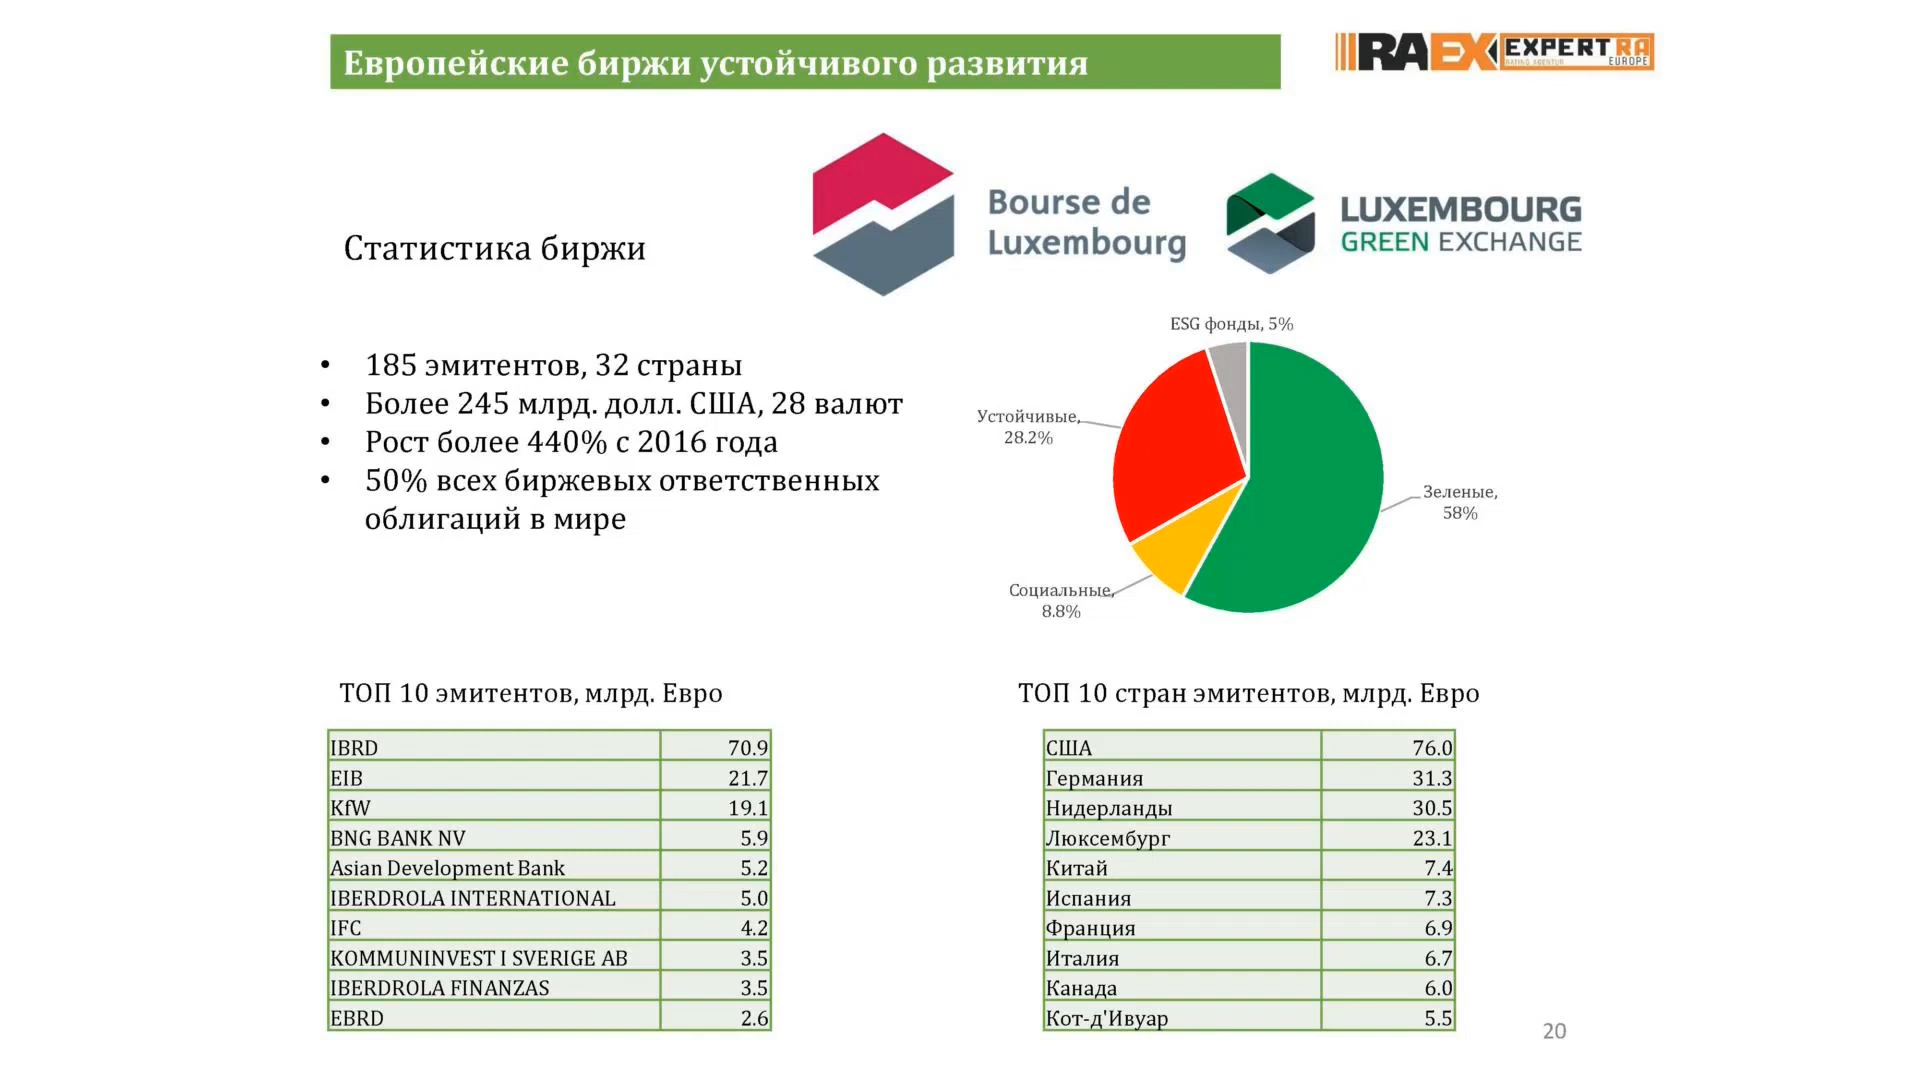 Европейские биржи устойчивого развития
RAEX EXPERT RA
RATING AGENTUR EUROPE
Bourse de
Luxembourg
LUXEMBOURG
GREEN EXCHANGE
Статистика биржи
• 185 эмитентов, 32 страны
• Более 245 млрд. долл. США, 28 валют
• Рост более 440% с 2016 года
• 50% всех биржевых ответственных
облигаций в мире
ESG фонды, 5%
Устойчивые,
28.2%
Зеленые,
58%
Социальные,
8.8%
ТОП 10 эмитентов, млрд. Евро
IBRD 70.9
EIB 21.7
KfW 19.1
BNG BANK NV 5.9
Asian Development Bank 5.2
IBERDROLA INTERNATIONAL 5.0
IFC 4.2
KOMMUNINVEST I SVERIGE AB 3.5
IBERDROLA FINANZAS 3.5
EBRD 2.6
ТОП 10 стран эмитентов, млрд. Евро
США 76.0
Германия 31.3
Нидерланды 30.5
Люксембург 23.1
Китай 7.4
Испания 7.3
Франция 6.9
Италия 6.7
Канада 6.0
Кот-д'Ивуар 5.5
20